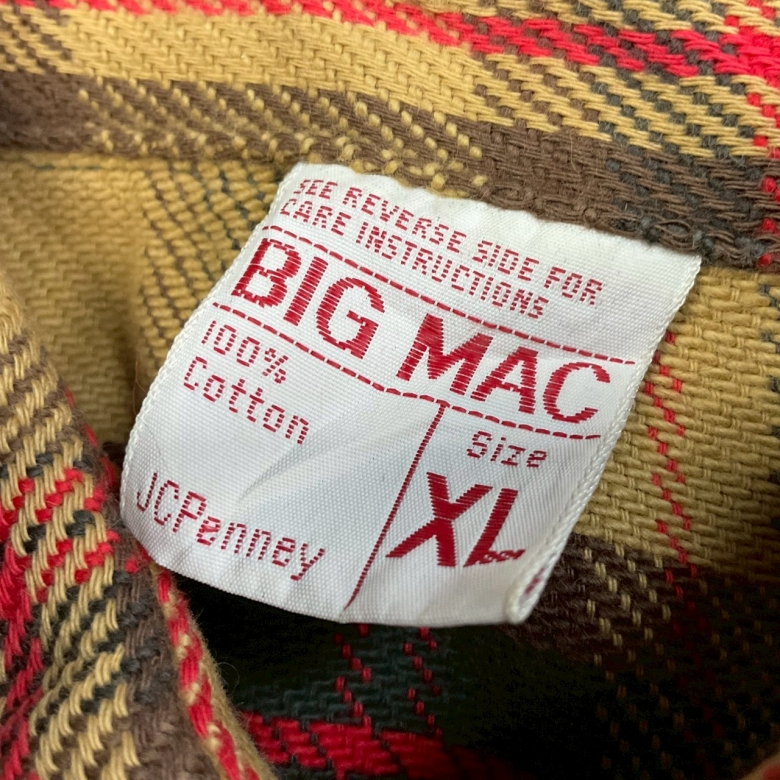 SEE REVERSE SIDE FOR
CARE INSTRUCTIONS
BIG MAC
100%
Cotton
Size
XL
JCPenney